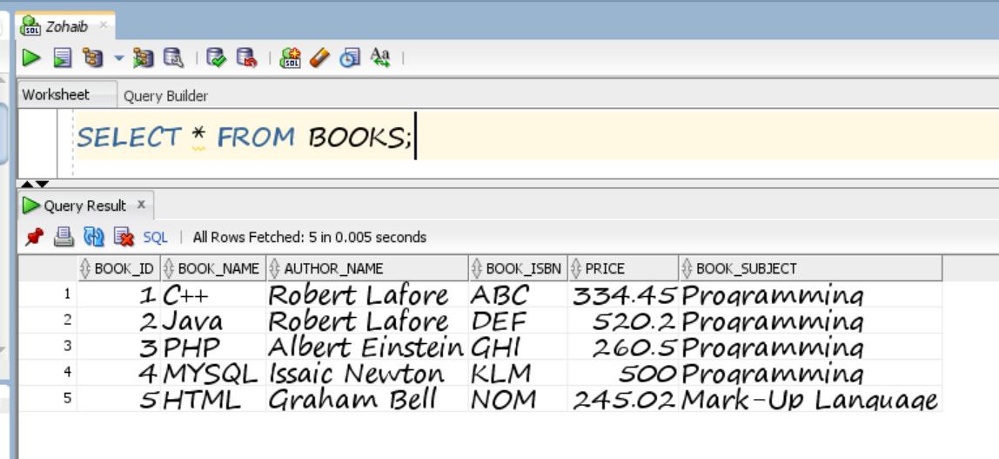 Zohaib
Worksheet Query Builder
SELECT * FROM BOOKS;
Query Result
SQL | All Rows Fetched: 5 in 0.005 seconds
BOOK_ID BOOK_NAME AUTHOR_NAME BOOK_ISBN PRICE BOOK_SUBJECT
1 1 C++ Robert Lafore ABC 334.45 Programming
2 2 Java Robert Lafore DEF 520.2 Programming
3 3 PHP Albert Einstein GHI 260.5 Programming
4 4 MYSQL Issaic Newton KLM 500 Programming
5 5 HTML Graham Bell NOM 245.02 Mark-Up Language